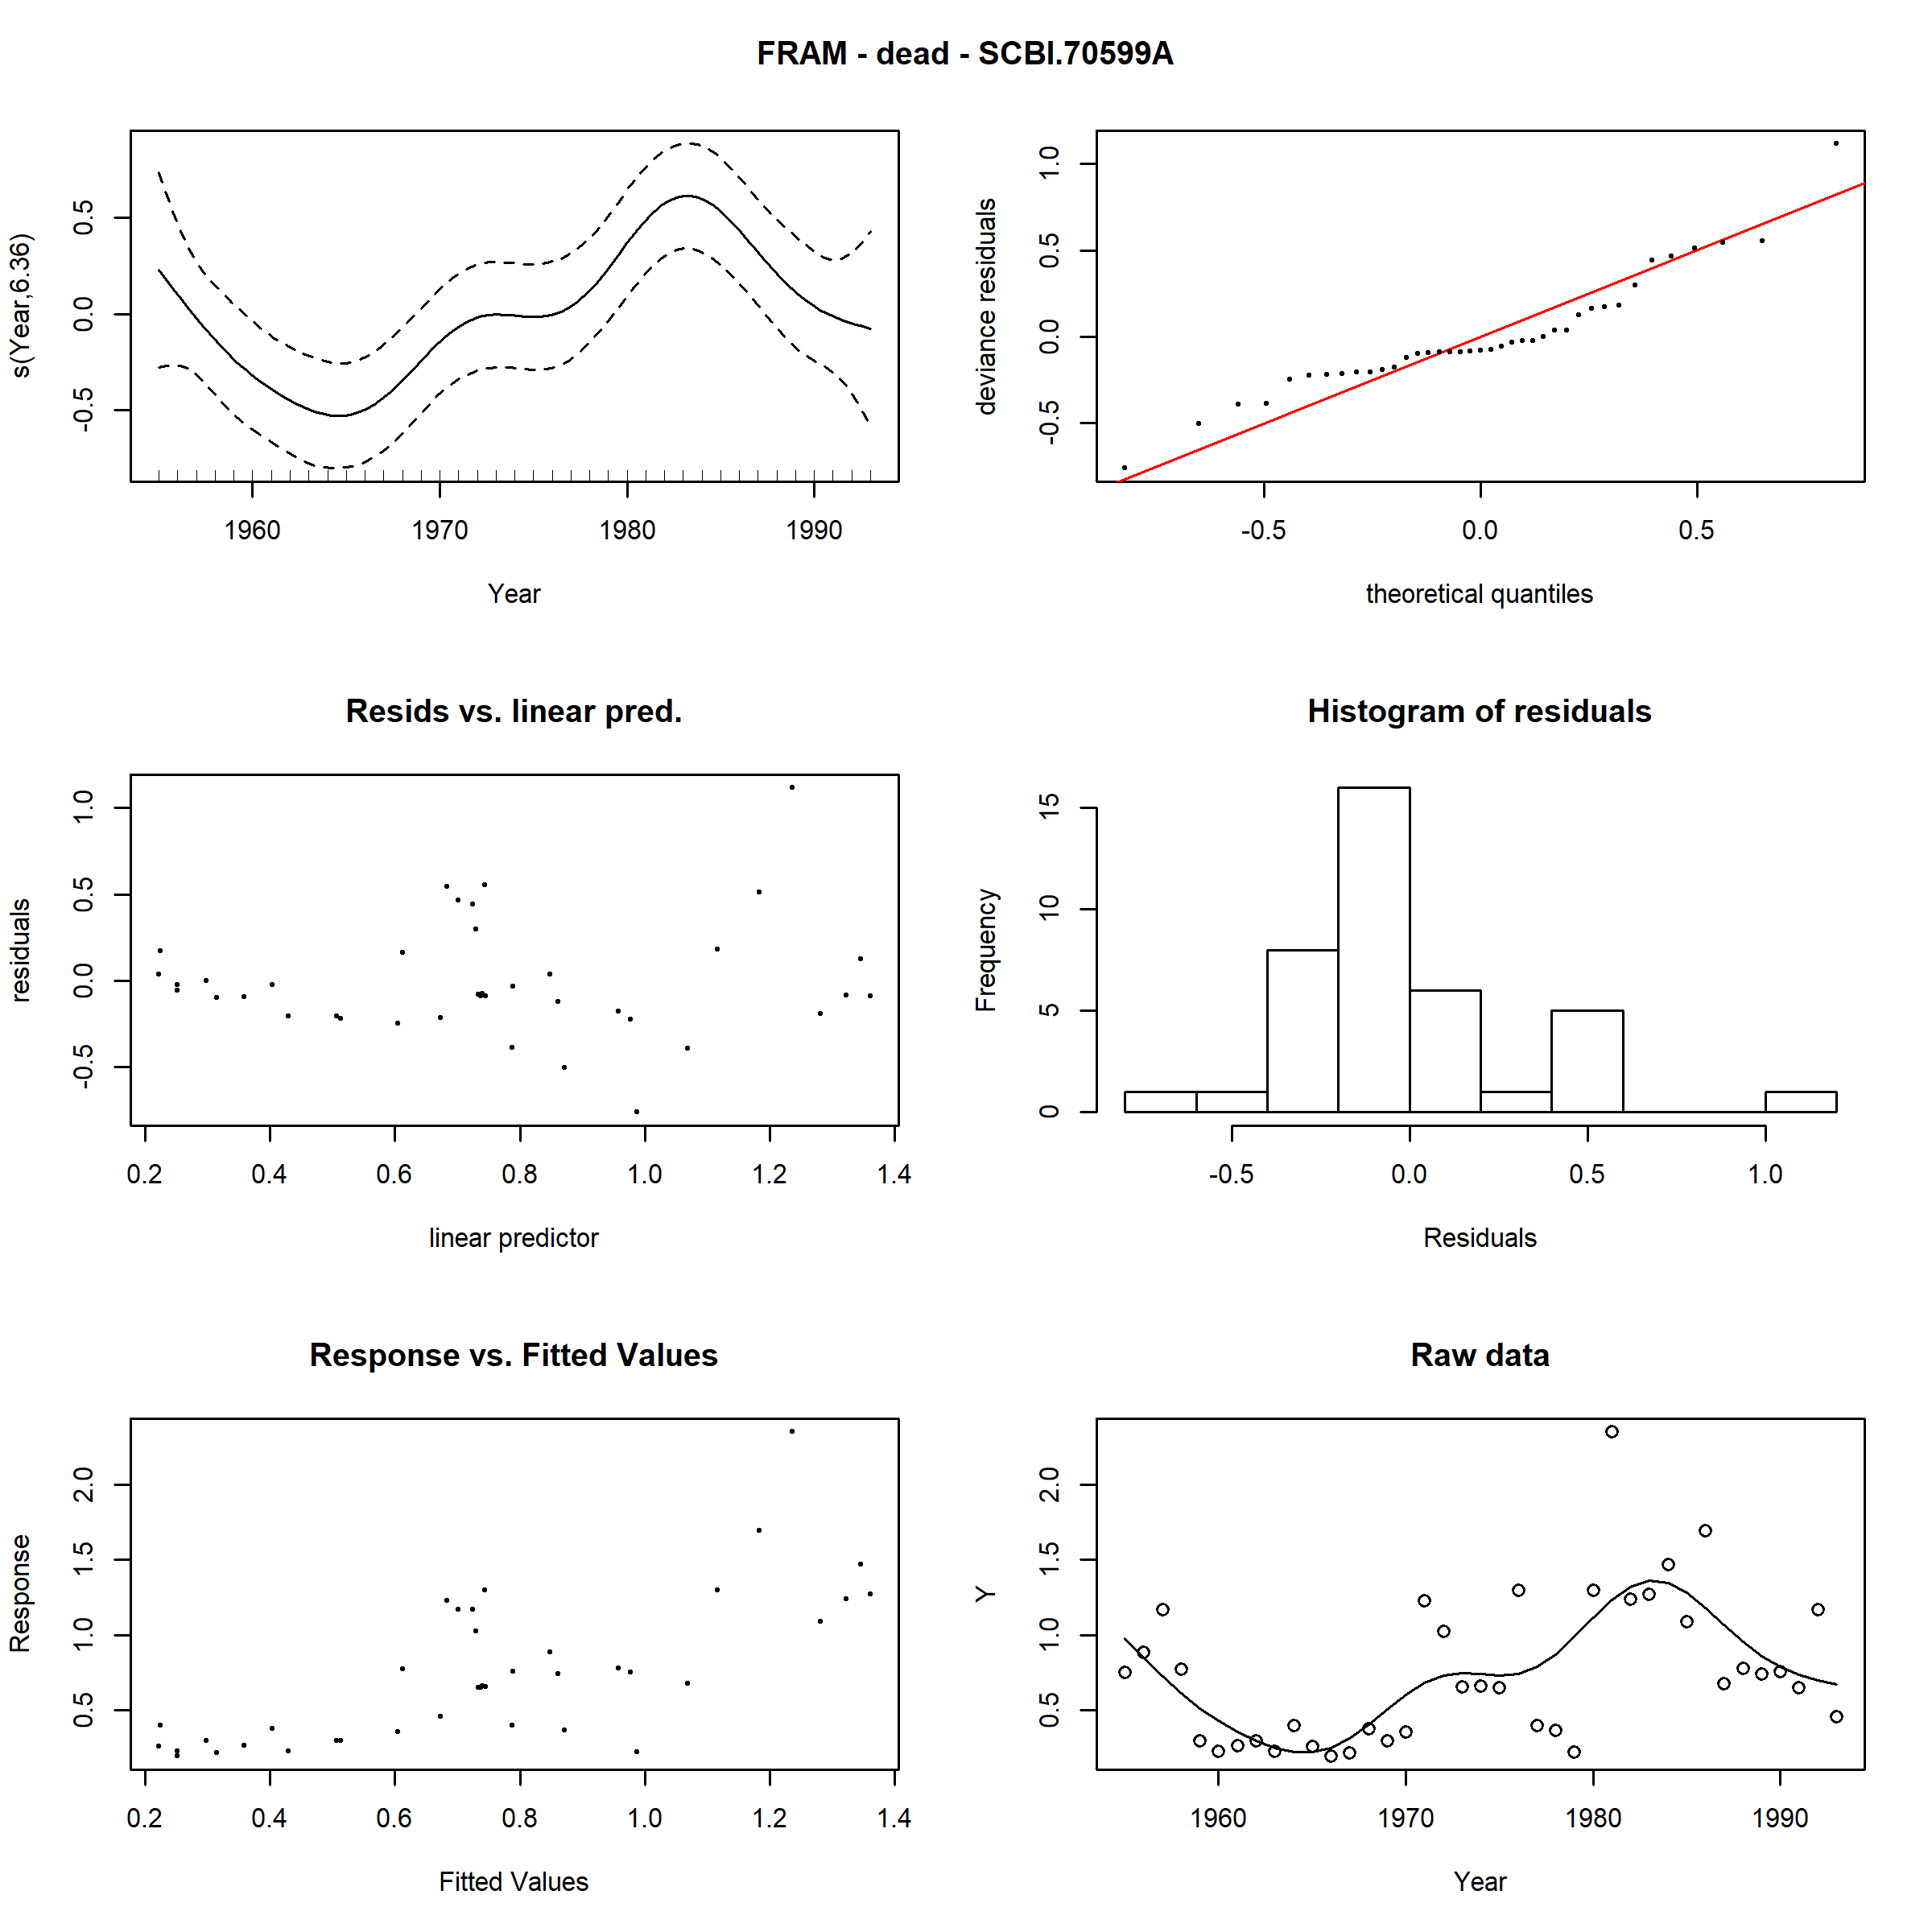 FRAM - dead - SCBI.70599A
s(Year,6.36)
-0.5 0.0 0.5
1960 1970 1980 1990
Year
deviance residuals
-0.5 0.0 0.5 1.0
-0.5 0.0 0.5
theoretical quantiles
Resids vs. linear pred.
residuals
-0.5 0.0 0.5 1.0
0.2 0.4 0.6 0.8 1.0 1.2 1.4
linear predictor
Histogram of residuals
Frequency
0 5 10 15
-0.5 0.0 0.5 1.0
Residuals
Response vs. Fitted Values
Response
0.5 1.0 1.5 2.0
0.2 0.4 0.6 0.8 1.0 1.2 1.4
Fitted Values
Raw data
Y
0.5 1.0 1.5 2.0
1960 1970 1980 1990
Year